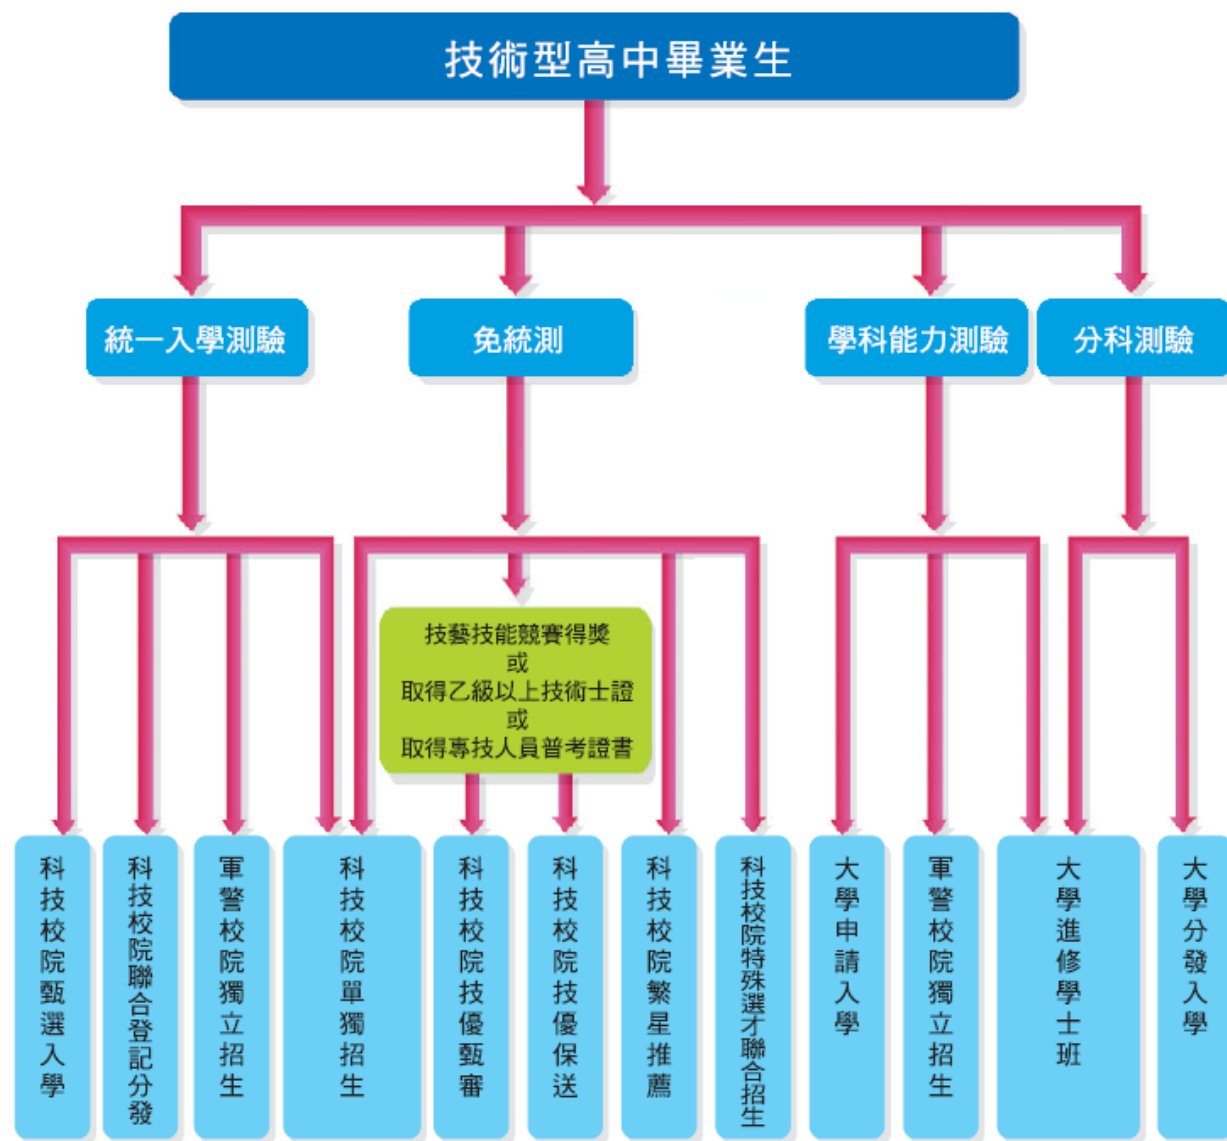 技術型高中畢業生
統一入學測驗
免統測
學科能力測驗
分科測驗
技藝技能競賽得獎
或
取得乙級以上技術士證
或
取得專技人員普考證書
科技校院甄選入學
科技校院聯合登記分發
軍警校院獨立招生
科技校院單獨招生
科技校院技優甄審
科技校院技優保送
科技校院繁星推薦
科技校院特殊選才聯合招生
大學申請入學
軍警校院獨立招生
大學進修學士班
大學分發入學